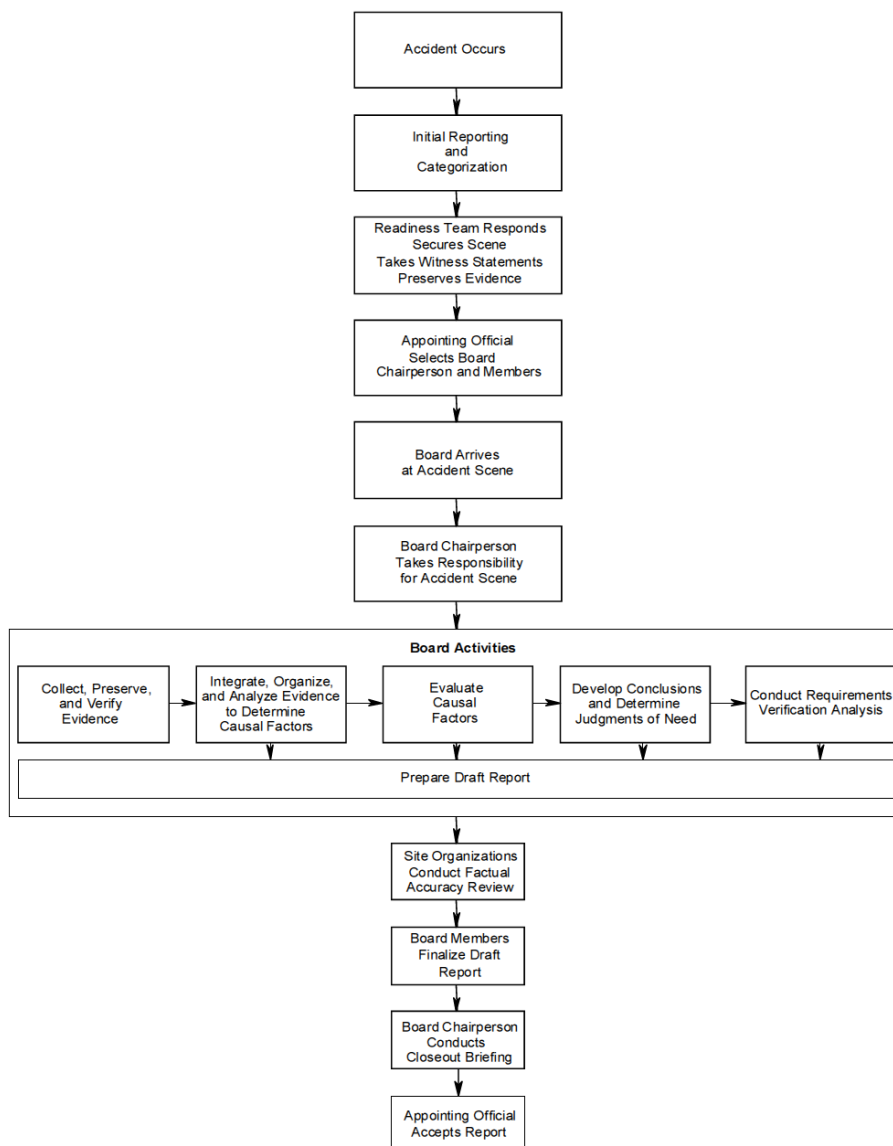 Accident Occurs
Initial Reporting
and
Categorization
Readiness Team Responds
Secures Scene
Takes Witness Statements
Preserves Evidence
Appointing Official
Selects Board
Chairperson and Members
Board Arrives
at Accident Scene
Board Chairperson
Takes Responsibility
for Accident Scene
Board Activities
Collect, Preserve,
and Verify
Evidence
Integrate, Organize,
and Analyze Evidence
to Determine
Causal Factors
Evaluate
Causal
Factors
Develop Conclusions
and Determine
Judgments of Need
Conduct Requirements
Verification Analysis
Prepare Draft Report
Site Organizations
Conduct Factual
Accuracy Review
Board Members
Finalize Draft
Report
Board Chairperson
Conducts
Closeout Briefing
Appointing Official
Accepts Report